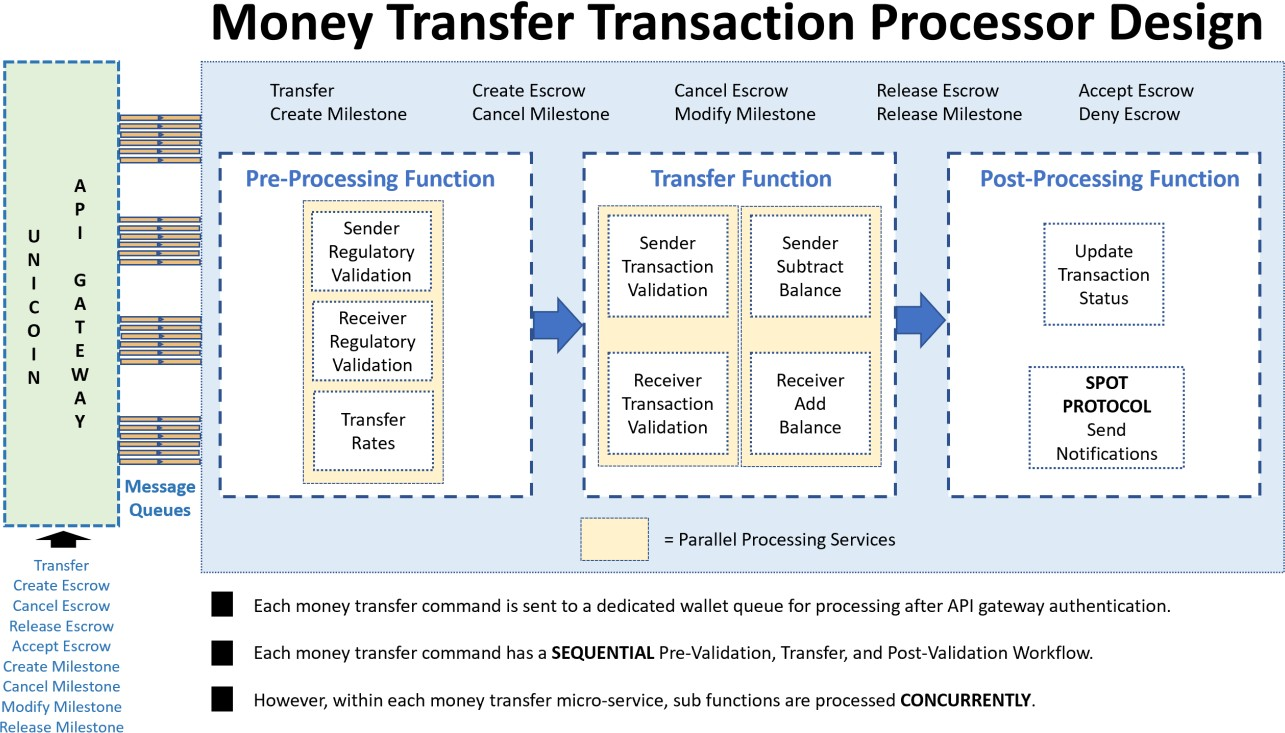 Money Transfer Transaction Processor Design
UNICOIN
API GATEWAY
Message
Queues
Transfer
Create Escrow
Cancel Escrow
Release Escrow
Accept Escrow
Create Milestone
Cancel Milestone
Modify Milestone
Release Milestone
Transfer
Create Milestone
Create Escrow
Cancel Milestone
Cancel Escrow
Modify Milestone
Release Escrow
Release Milestone
Accept Escrow
Deny Escrow
Pre-Processing Function
Sender
Regulatory
Validation
Receiver
Regulatory
Validation
Transfer
Rates
Transfer Function
Sender
Transaction
Validation
Sender
Subtract
Balance
Receiver
Transaction
Validation
Receiver
Add
Balance
Post-Processing Function
Update
Transaction
Status
SPOT
PROTOCOL
Send
Notifications
= Parallel Processing Services
Each money transfer command is sent to a dedicated wallet queue for processing after API gateway authentication.
Each money transfer command has a SEQUENTIAL Pre-Validation, Transfer, and Post-Validation Workflow.
However, within each money transfer micro-service, sub functions are processed CONCURRENTLY.